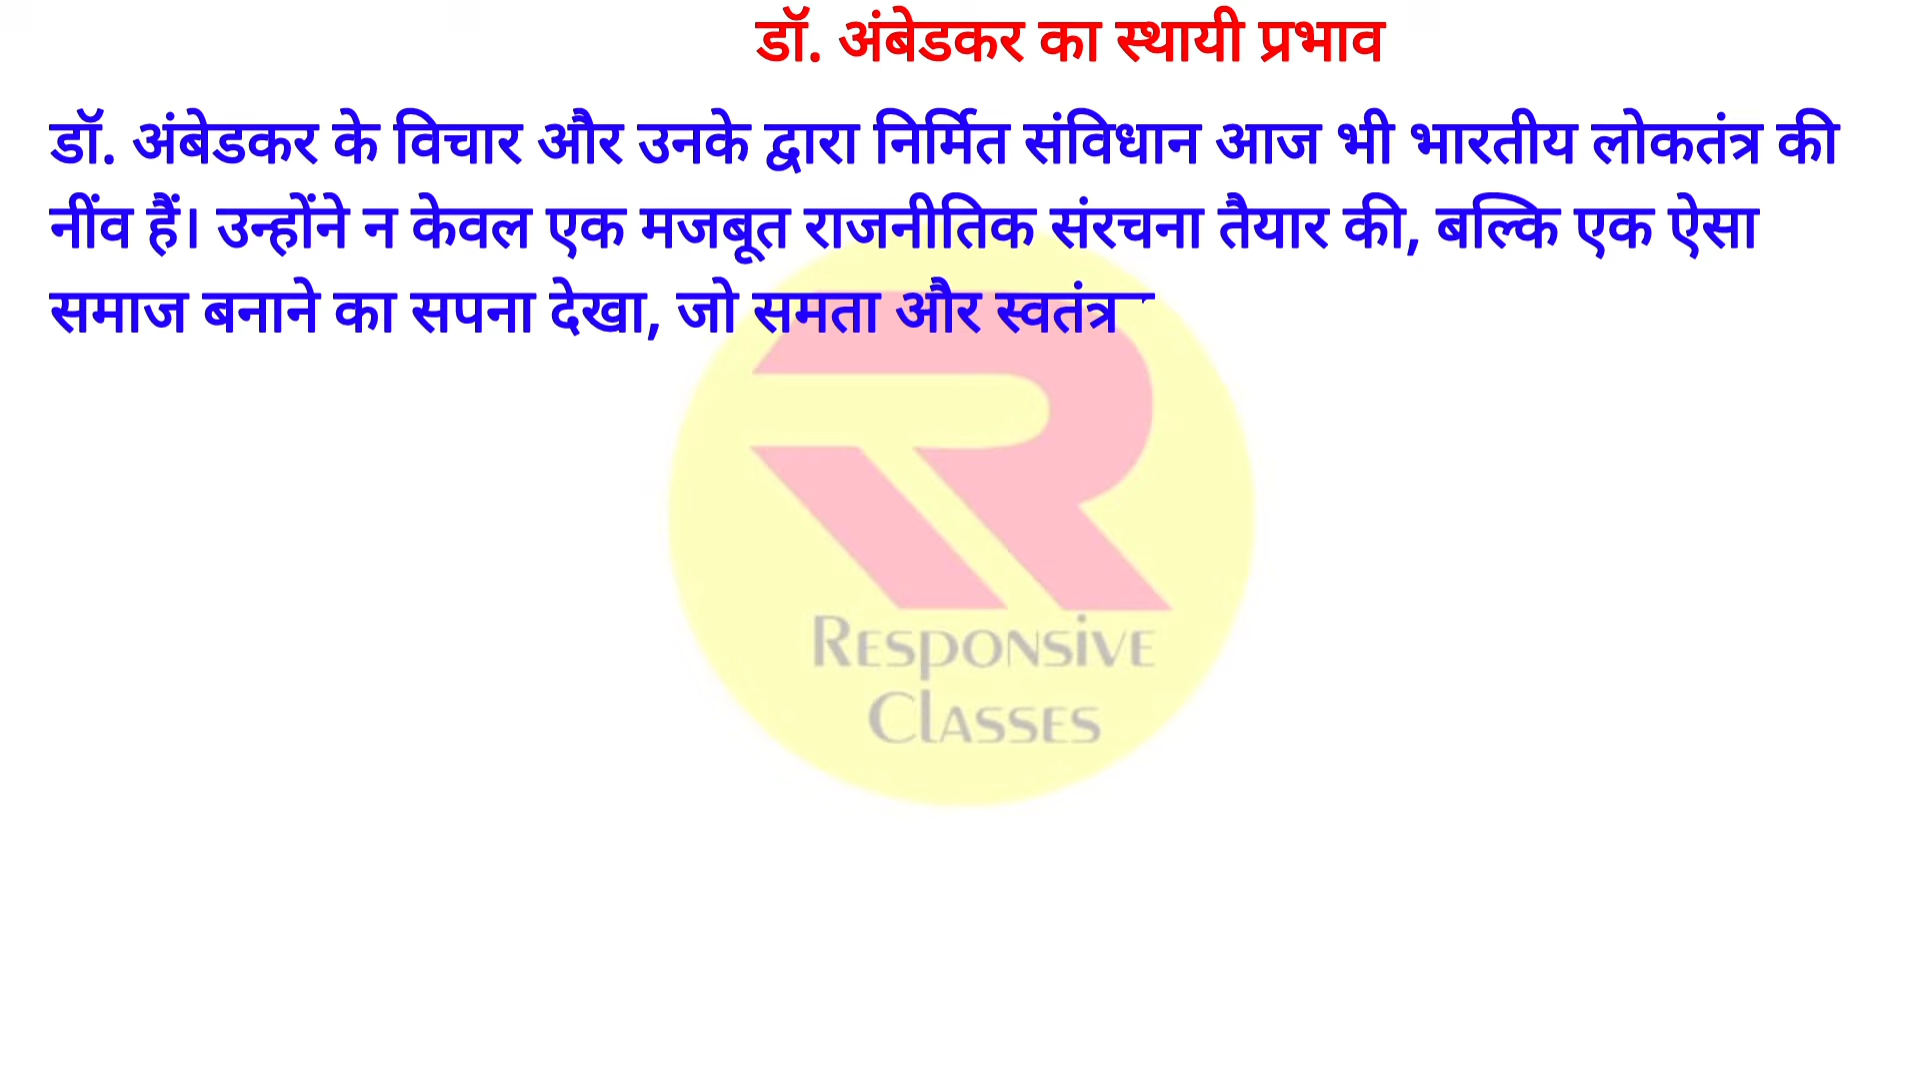 डॉ. अंबेडकर का स्थायी प्रभाव
डॉ. अंबेडकर के विचार और उनके द्वारा निर्मित संविधान आज भी भारतीय लोकतंत्र की
नींव हैं। उन्होंने न केवल एक मजबूत राजनीतिक संरचना तैयार की, बल्कि एक ऐसा
समाज बनाने का सपना देखा, जो समता और
RESPONSIVE
CLASSES